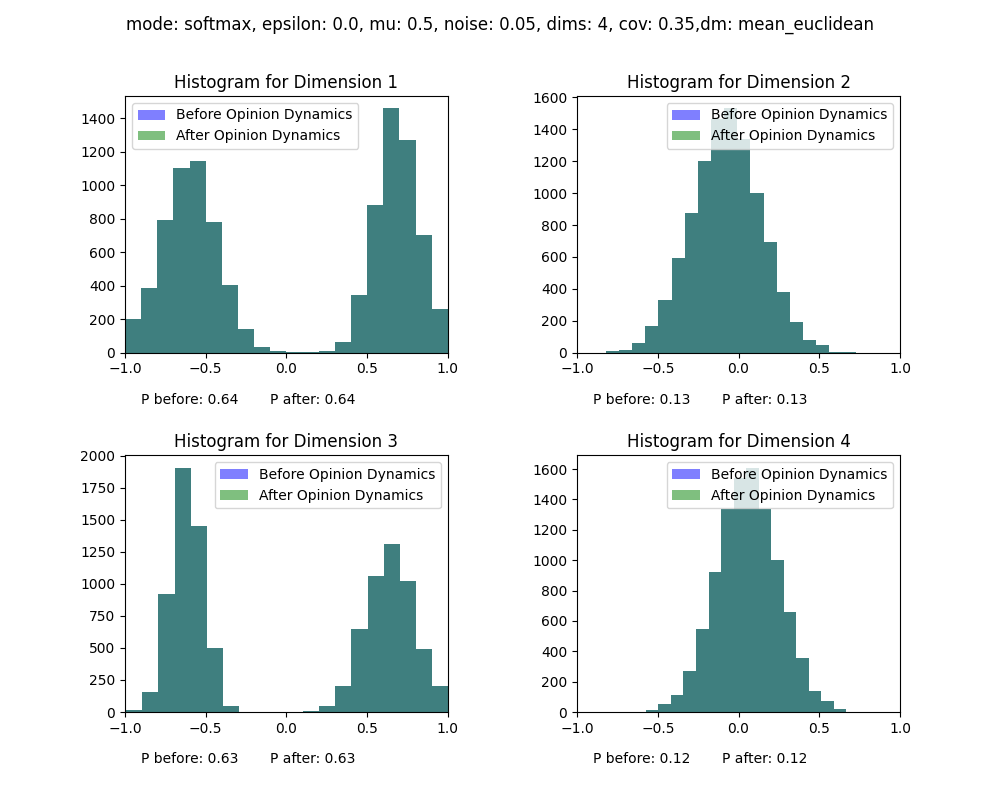 mode: softmax, epsilon: 0.0, mu: 0.5, noise: 0.05, dims: 4, cov: 0.35,dm: mean_euclidean
Histogram for Dimension 1
Before Opinion Dynamics
After Opinion Dynamics
1400
1200
1000
800
600
400
200
0
−1.0 −0.5 0.0 0.5 1.0
P before: 0.64 P after: 0.64
Histogram for Dimension 2
Before Opinion Dynamics
After Opinion Dynamics
1600
1400
1200
1000
800
600
400
200
0
−1.0 −0.5 0.0 0.5 1.0
P before: 0.13 P after: 0.13
Histogram for Dimension 3
Before Opinion Dynamics
After Opinion Dynamics
2000
1750
1500
1250
1000
750
500
250
0
−1.0 −0.5 0.0 0.5 1.0
P before: 0.63 P after: 0.63
Histogram for Dimension 4
Before Opinion Dynamics
After Opinion Dynamics
1600
1400
1200
1000
800
600
400
200
0
−1.0 −0.5 0.0 0.5 1.0
P before: 0.12 P after: 0.12